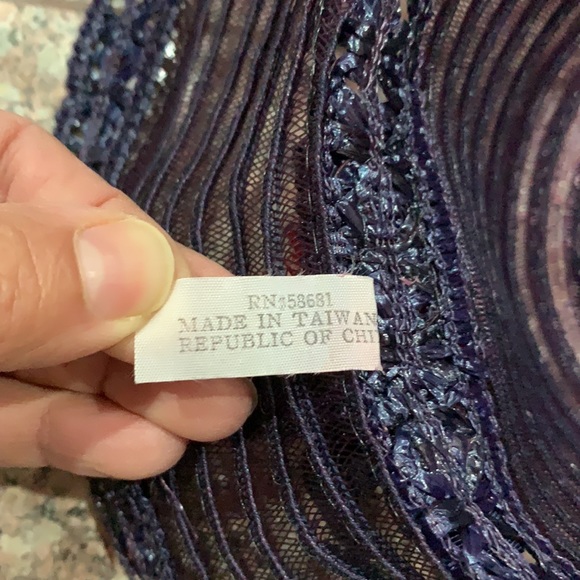 RN#58681
MADE IN TAIWAN
REPUBLIC OF CHI